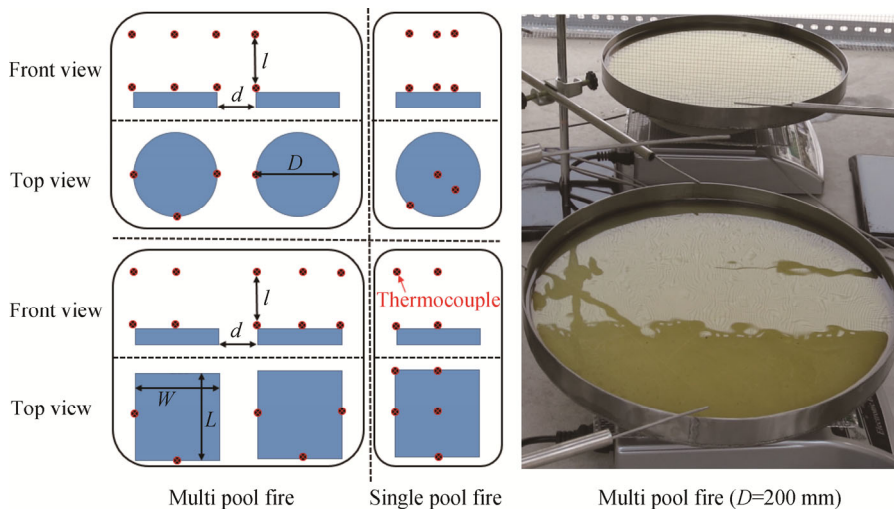 Front view
l
d
Top view
D
Front view
Thermocouple
l
d
Top view
W
L
Multi pool fire
Single pool fire
Multi pool fire (D=200 mm)